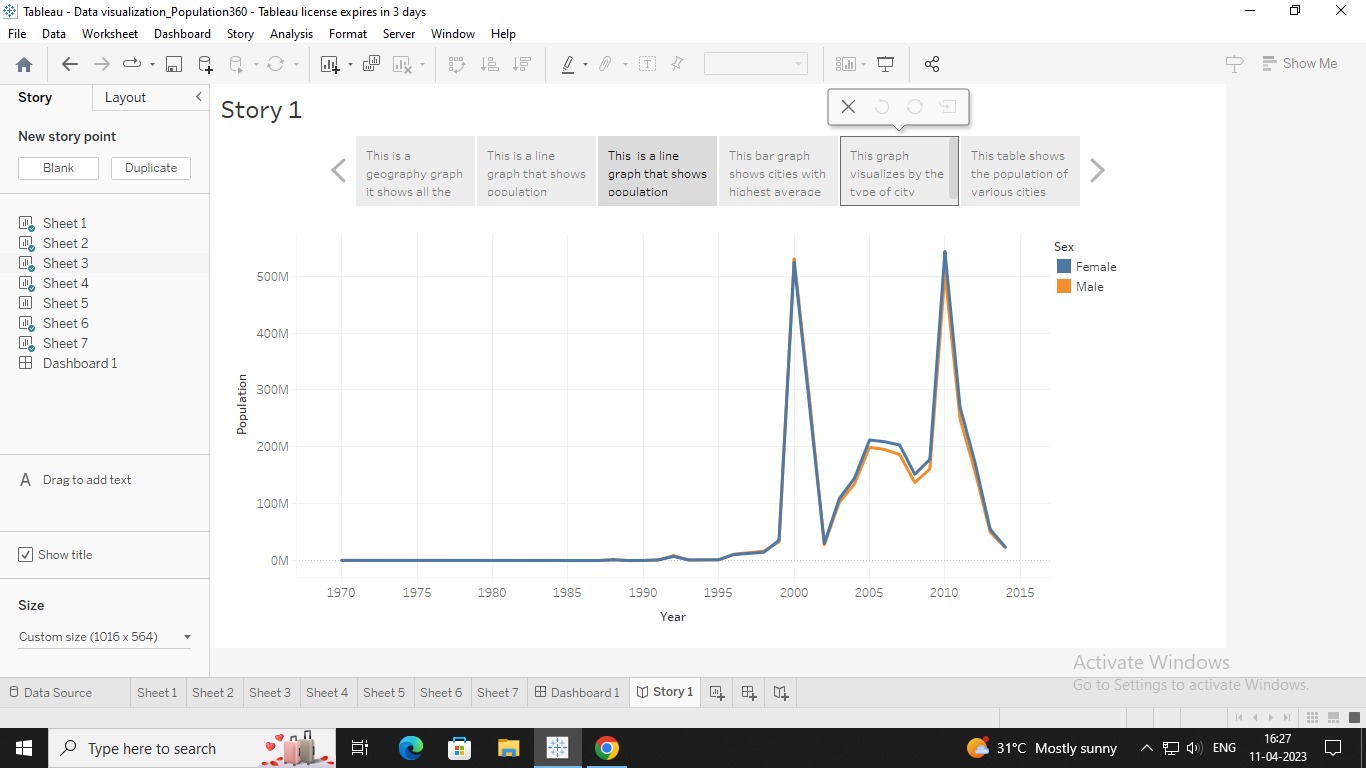 Tableau - Data visualization_Population360 - Tableau license expires in 3 days
File Data Worksheet Dashboard Story Analysis Format Server Window Help
Show Me
Story Layout
New story point
Blank Duplicate
Sheet 1
Sheet 2
Sheet 3
Sheet 4
Sheet 5
Sheet 6
Sheet 7
Dashboard 1
A Drag to add text
Show title
Size
Custom size (1016 x 564)
Story 1
This is a
geography graph
it shows all the
This is a line
graph that shows
population
This is a line
graph that shows
population
This bar graph
shows cities with
highest average
This graph
visualizes by the
type of city
This table shows
the population of
various cities
Sex
Female
Male
500M
400M
300M
200M
100M
0M
Population
1970 1975 1980 1985 1990 1995 2000 2005 2010 2015
Year
Activate Windows
Go to Settings to activate Windows.
Data Source Sheet 1 Sheet 2 Sheet 3 Sheet 4 Sheet 5 Sheet 6 Sheet 7 Dashboard 1 Story 1
Type here to search
31°C Mostly sunny
ENG
16:27
11-04-2023